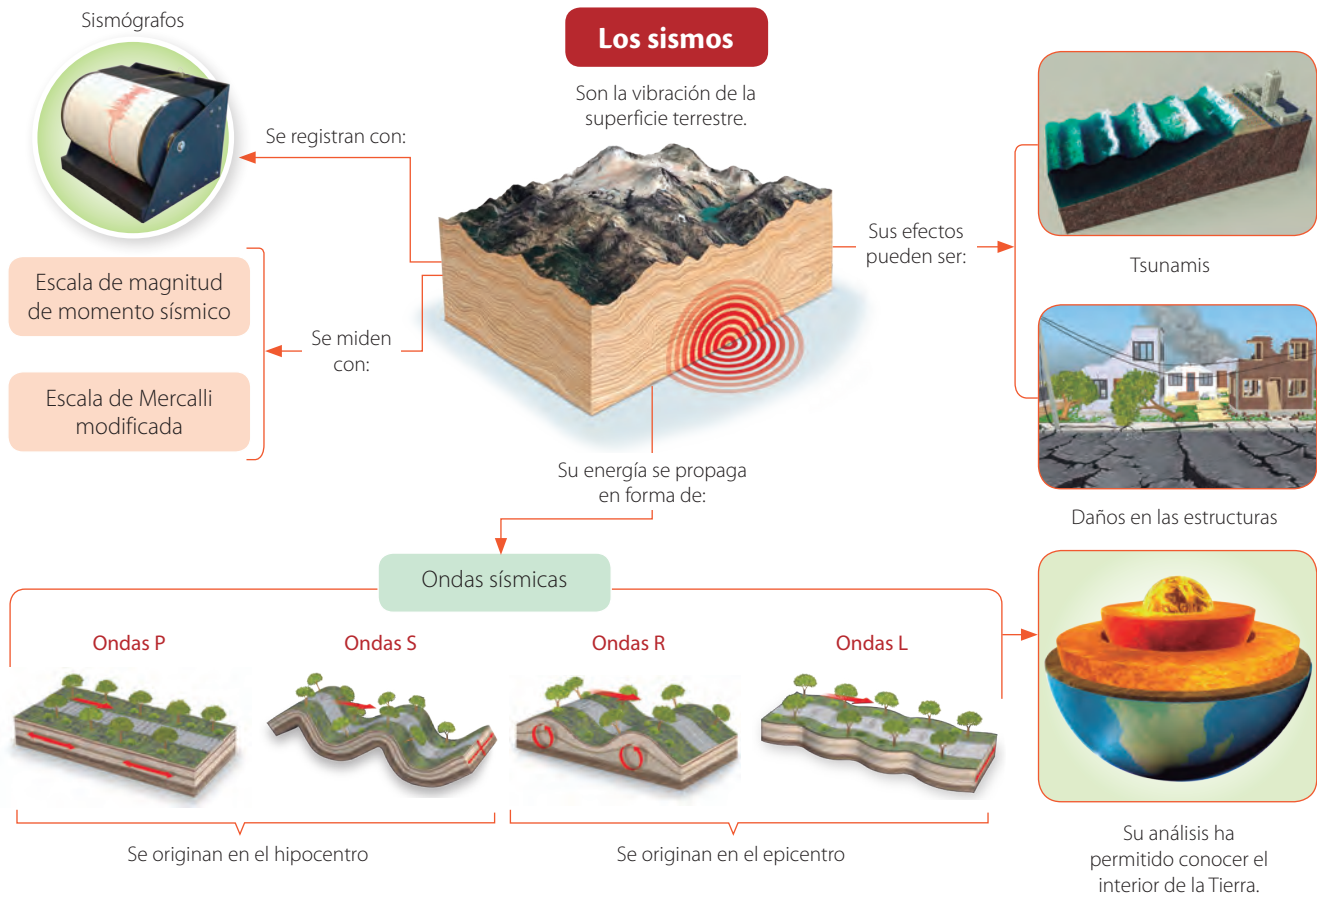 Los sismos
Son la vibración de la
superficie terrestre.
Sismógrafos
Se registran con:
Se miden
con:
Escala de magnitud
de momento sísmico
Escala de Mercalli
modificada
Sus efectos
pueden ser:
Tsunamis
Daños en las estructuras
Su energía se propaga
en forma de:
Ondas sísmicas
Ondas P
Ondas S
Ondas R
Ondas L
Se originan en el hipocentro
Se originan en el epicentro
Su análisis ha
permitido conocer el
interior de la Tierra.